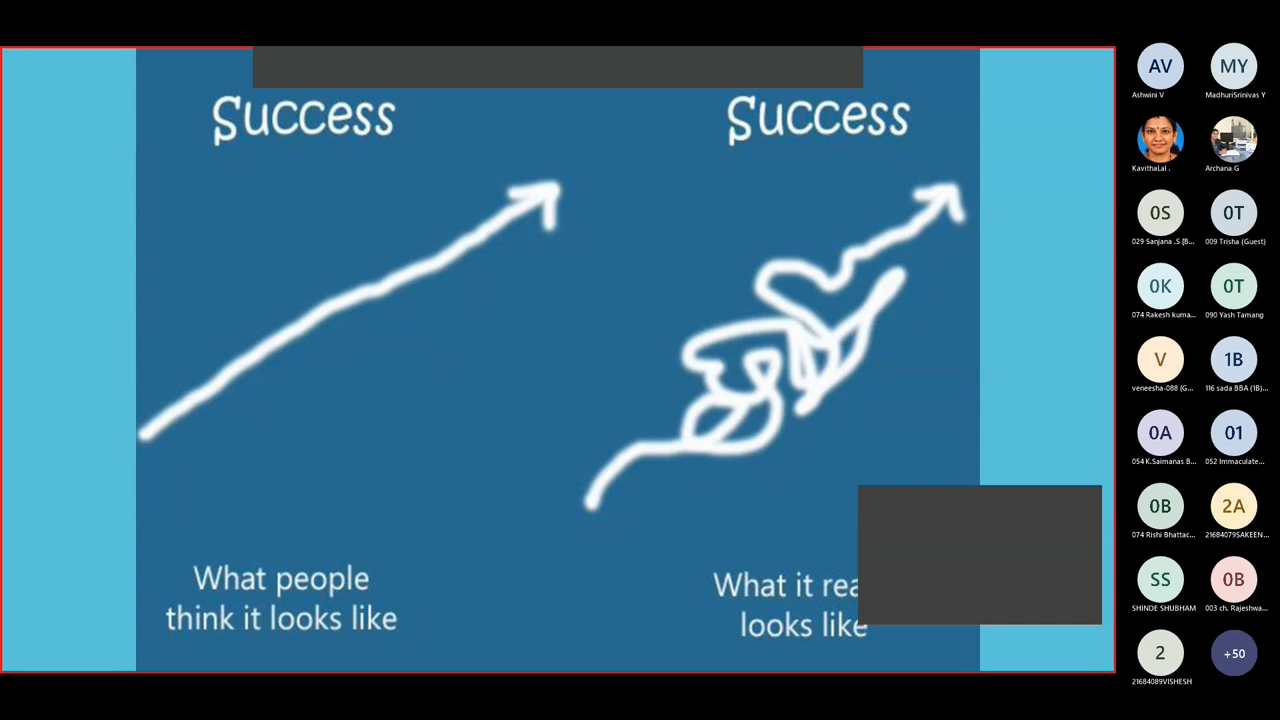 Success
What people
think it looks like
Success
What it rea
looks like
AV
Ashwini V
MY
MadhuriSrinivas Y
KavithaLal .
Archana G
0S
029 Sanjana .S [B...
0T
009 Trisha (Guest)
0K
074 Rakesh kuma...
0T
090 Yash Tamang
V
veneesha-088 (G...
1B
116 sada BBA (1B)...
0A
054 K.Saimanas B...
01
052 Immaculate...
0B
074 Rishi Bhattac...
2A
21684079SAKEEN...
SS
SHINDE SHUBHAM
0B
003 ch. Rajeshwa...
2
21684089VISHESH
+50